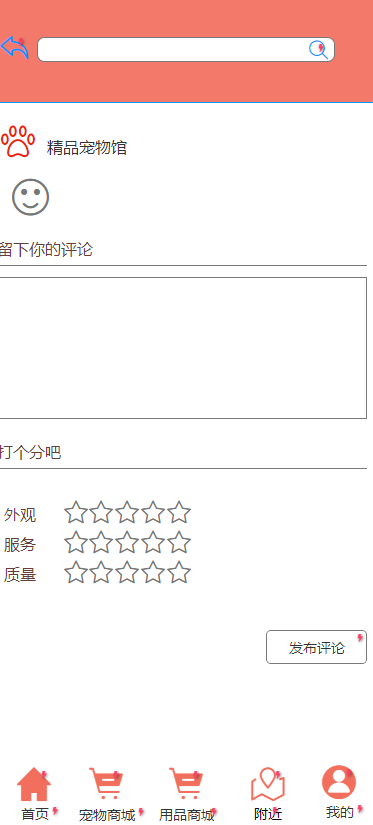 精品宠物馆
留下你的评论
打个分吧
外观
服务
质量
发布评论
首页 宠物商城 用品商城 附近 我的